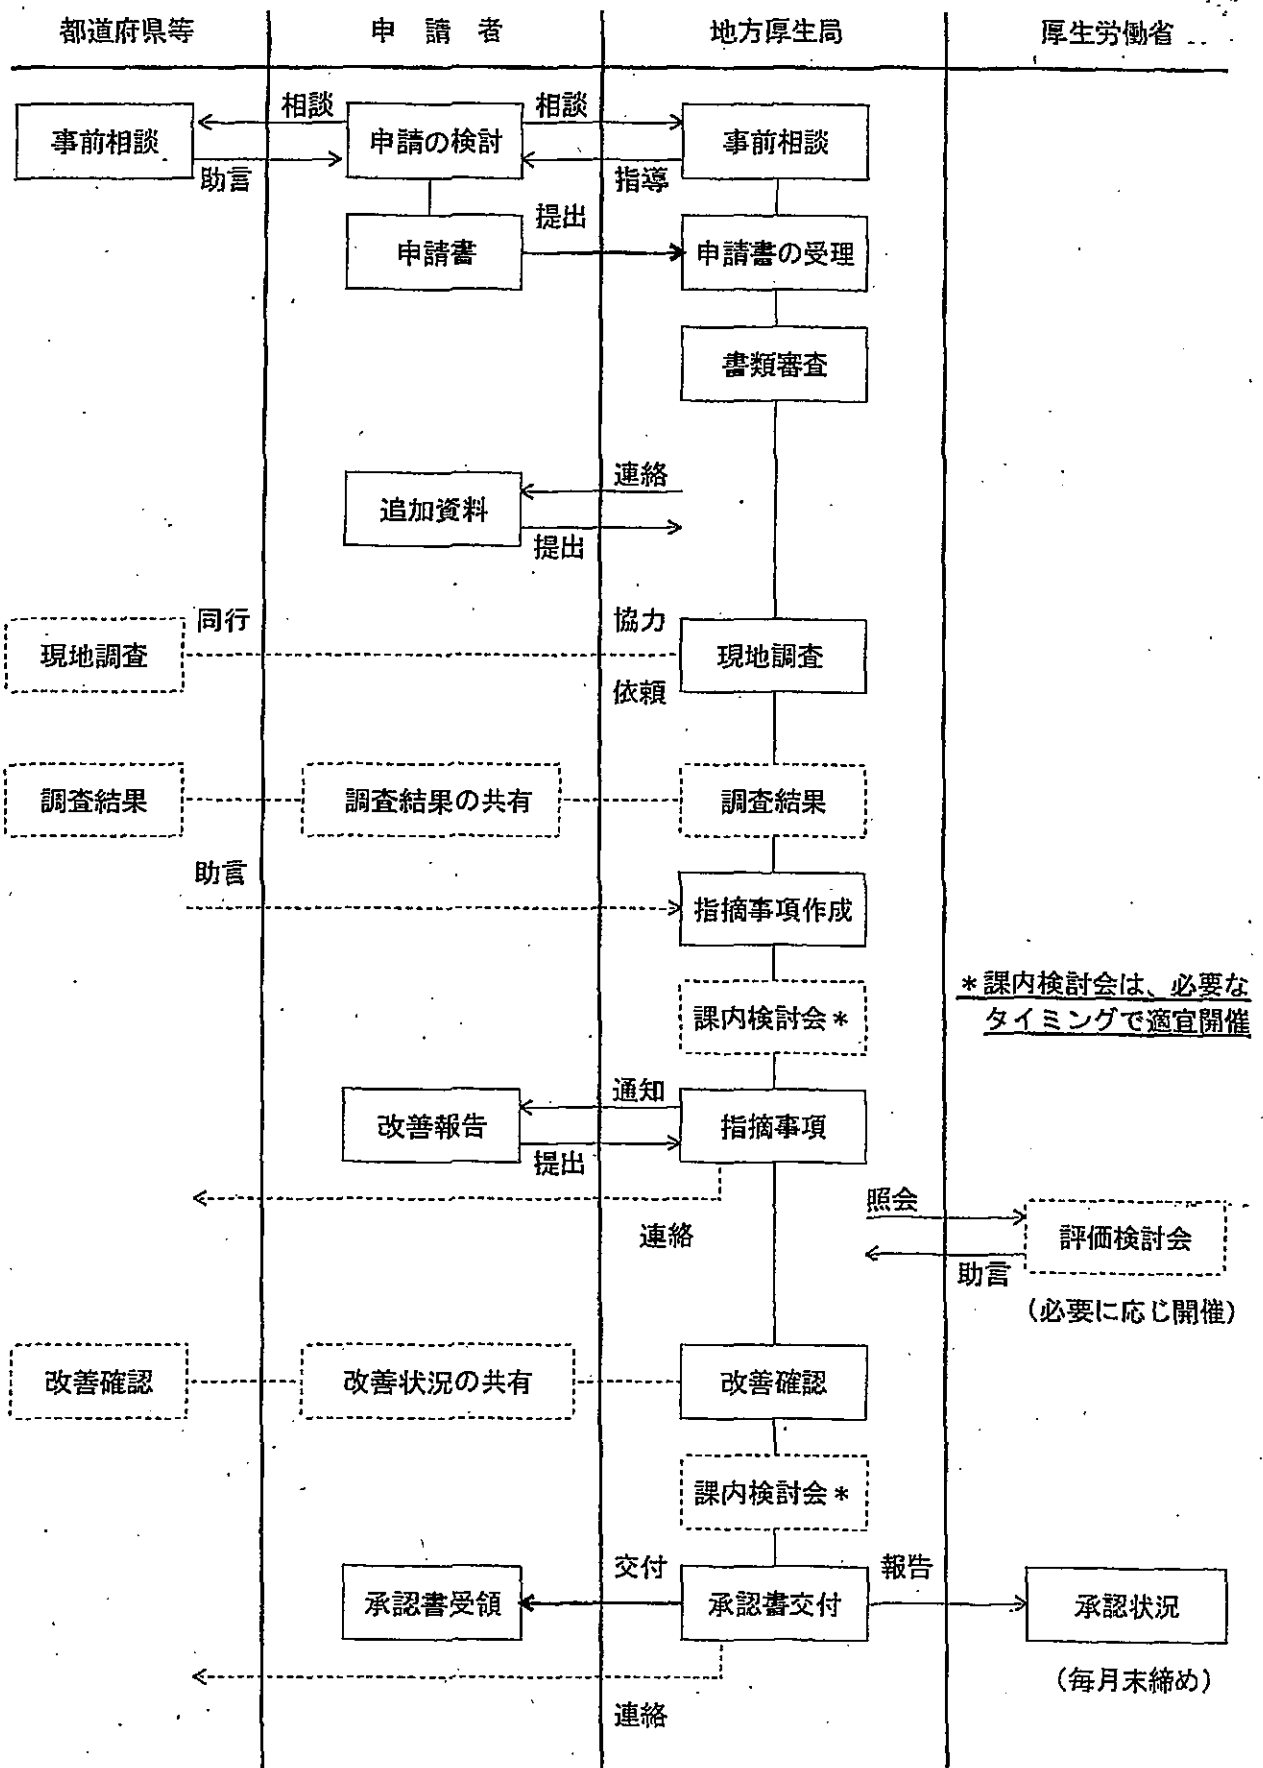 都道府県等
申請者
地方厚生局
厚生労働省
相談
相談
事前相談
申請の検討
事前相談
助言
指導
提出
申請書
申請書の受理
書類審査
連絡
追加資料
提出
同行
協力
現地調査
現地調査
依頼
調査結果
調査結果の共有
調査結果
助言
指摘事項作成
*課内検討会は、必要な
タイミングで適宜開催
課内検討会*
通知
改善報告
指摘事項
提出
照会
連絡
評価検討会
助言
(必要に応じ開催)
改善確認
改善状況の共有
改善確認
課内検討会*
交付
報告
承認書受領
承認書交付
承認状況
(毎月末締め)
連絡